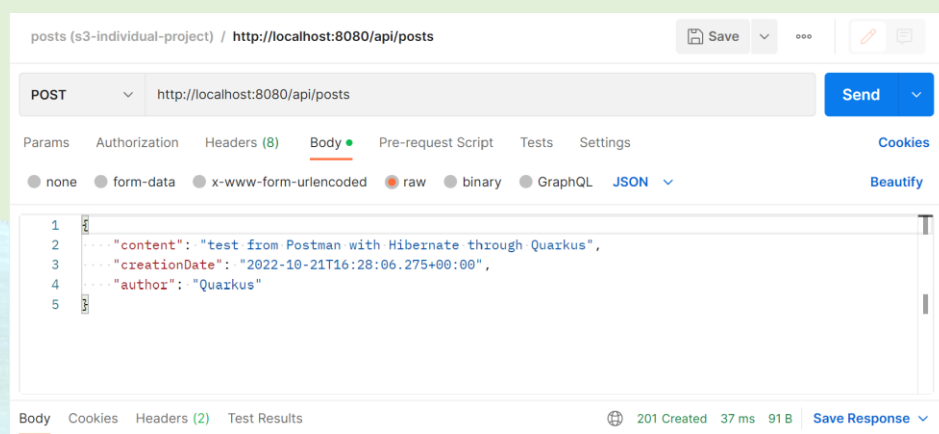 posts (s3-individual-project) / http://localhost:8080/api/posts Save
POST http://localhost:8080/api/posts Send
Params Authorization Headers (8) Body Pre-request Script Tests Settings Cookies
none form-data x-www-form-urlencoded raw binary GraphQL JSON Beautify
1 {
2 "content": "test from Postman with Hibernate through Quarkus",
3 "creationDate": "2022-10-21T16:28:06.275+00:00",
4 "author": "Quarkus"
5 }
Body Cookies Headers (2) Test Results 201 Created 37 ms 91 B Save Response